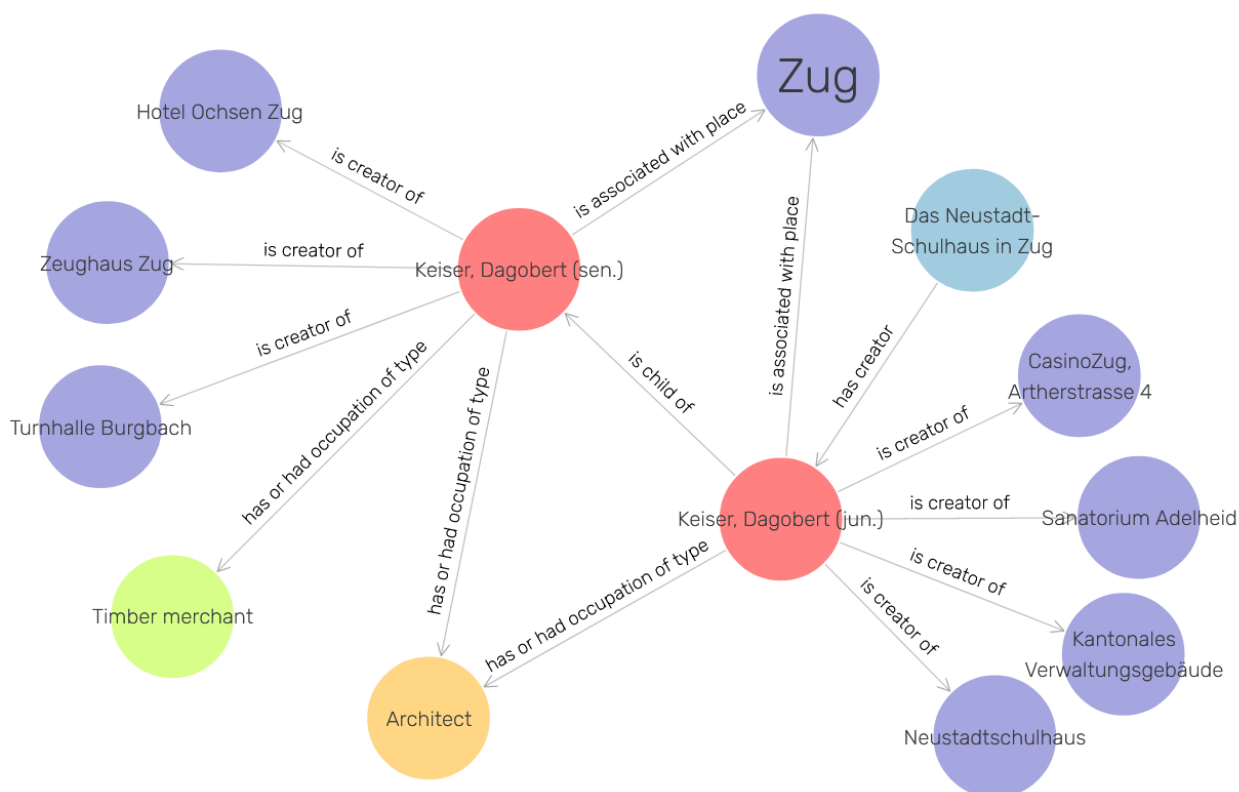 Zug
Hotel Ochsen Zug
is creator of
is associated with place
Das Neustadt-
Schulhaus in Zug
Zeughaus Zug
is creator of
Keiser, Dagobert (sen.)
is associated with place
has creator
is creator of
is child of
CasinoZug,
Artherstrasse 4
Turnhalle Burgbach
has or had occupation of type
has or had occupation of type
is creator of
Keiser, Dagobert (jun.)
is creator of
Sanatorium Adelheid
has or had occupation of type
is creator of
is creator of
Timber merchant
Kantonales
Verwaltungsgebäude
Architect
Neustadtschulhaus